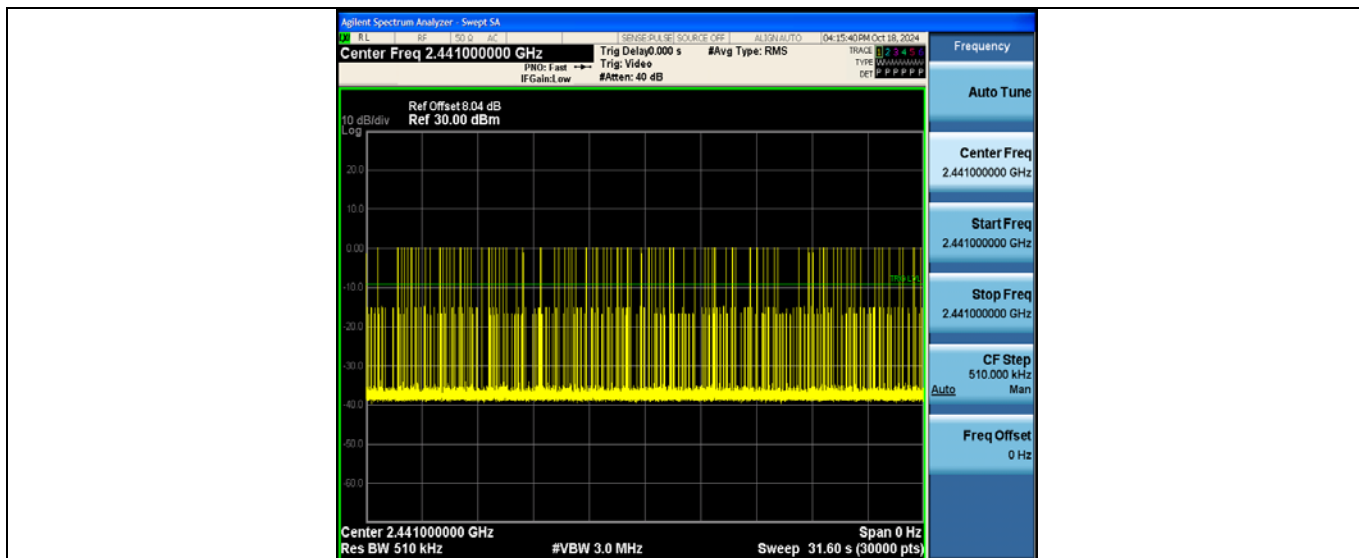 Agilent Spectrum Analyzer - Swept SA
RL RF 50 Ω AC SENSE:PULSE SOURCE OFF ALIGN AUTO 04:15:40 PM Oct 18, 2024
Center Freq 2.441000000 GHz
PNO: Fast
IFGain:Low
Trig Delay0.000 s
Trig: Video
#Atten: 40 dB
#Avg Type: RMS
TRACE 1 2 3 4 5 6
TYPE WWWWWW
DET P P P P P P
Ref Offset 8.04 dB
10 dB/div Ref 30.00 dBm
Log
20.0
10.0
0.00
TRIG LVL
-10.0
-20.0
-30.0
-40.0
-50.0
-60.0
Center 2.441000000 GHz Span 0 Hz
Res BW 510 kHz #VBW 3.0 MHz Sweep 31.60 s (30000 pts)
Frequency
Auto Tune
Center Freq
2.441000000 GHz
Start Freq
2.441000000 GHz
Stop Freq
2.441000000 GHz
CF Step
510.000 kHz
Auto Man
Freq Offset
0 Hz